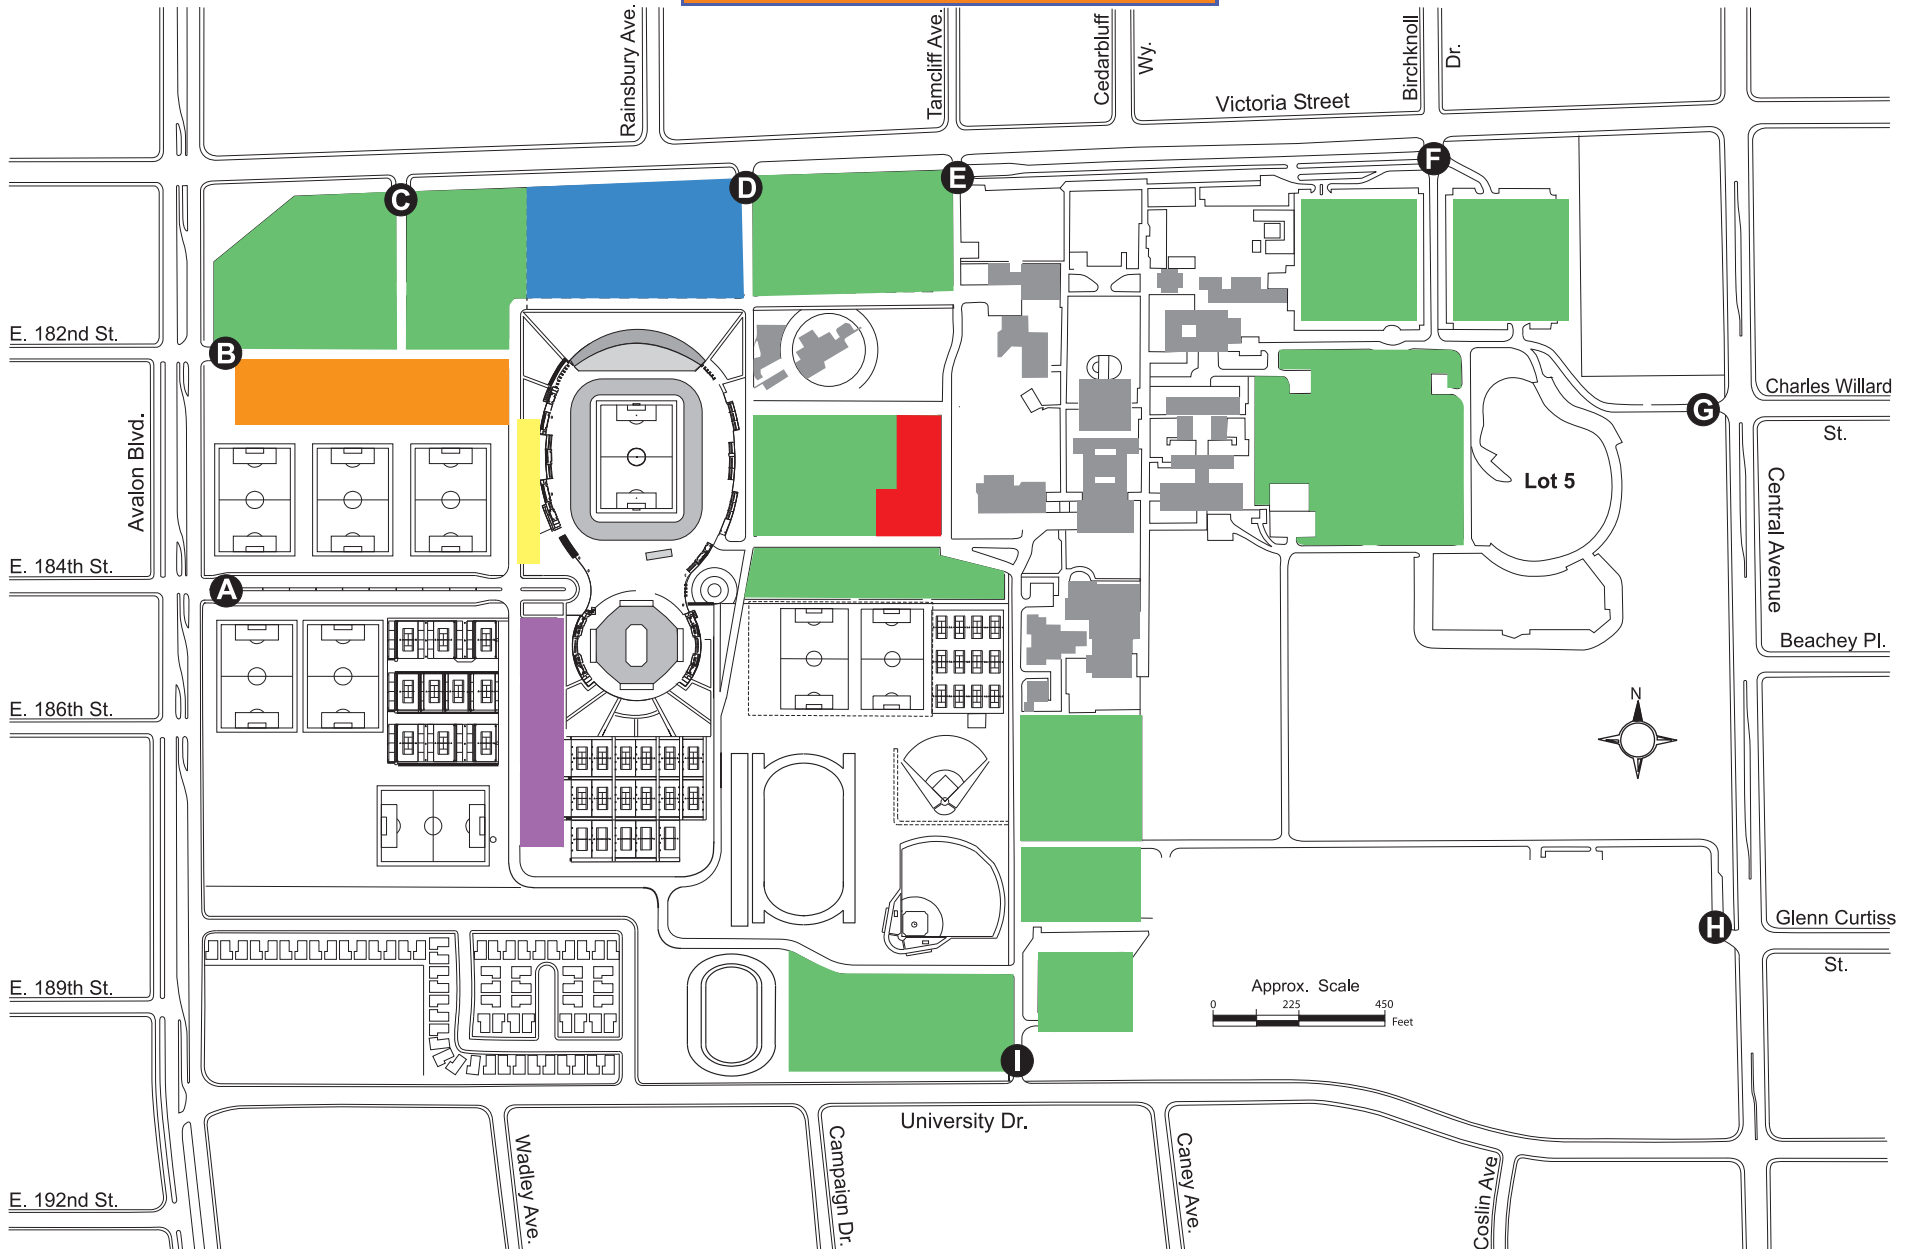 Rainsbury Ave.
Tamcliff Ave.
Cedarbluff
Wy.
Birchknoll
Dr.
Victoria Street
F
E
D
C
E. 182nd St.
B
Charles Willard
St.
G
Avalon Blvd.
Lot 5
Central Avenue
E. 184th St.
A
Beachey Pl.
E. 186th St.
N
Glenn Curtiss
St.
H
E. 189th St.
Approx. Scale
0 225 450
Feet
I
University Dr.
Wadley Ave.
Campaign Dr.
Caney Ave.
Coslin Ave
E. 192nd St.